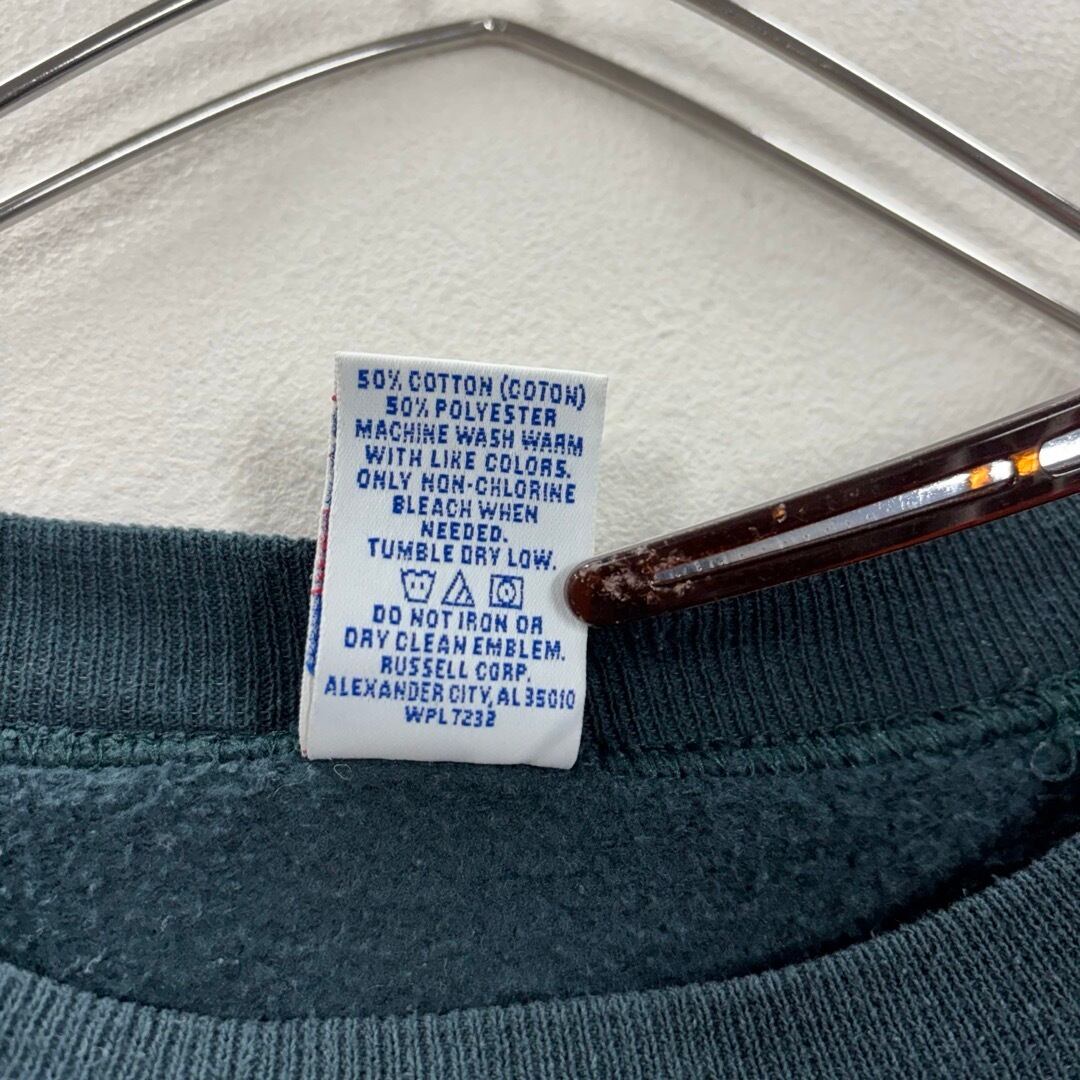 50% COTTON (COTON)
50% POLYESTER
MACHINE WASH WARM
WITH LIKE COLORS.
ONLY NON-CHLORINE
BLEACH WHEN
NEEDED.
TUMBLE DRY LOW.
DO NOT IRON OR
DRY CLEAN EMBLEM.
RUSSELL CORP.
ALEXANDER CITY, AL 35010
WPL 7232